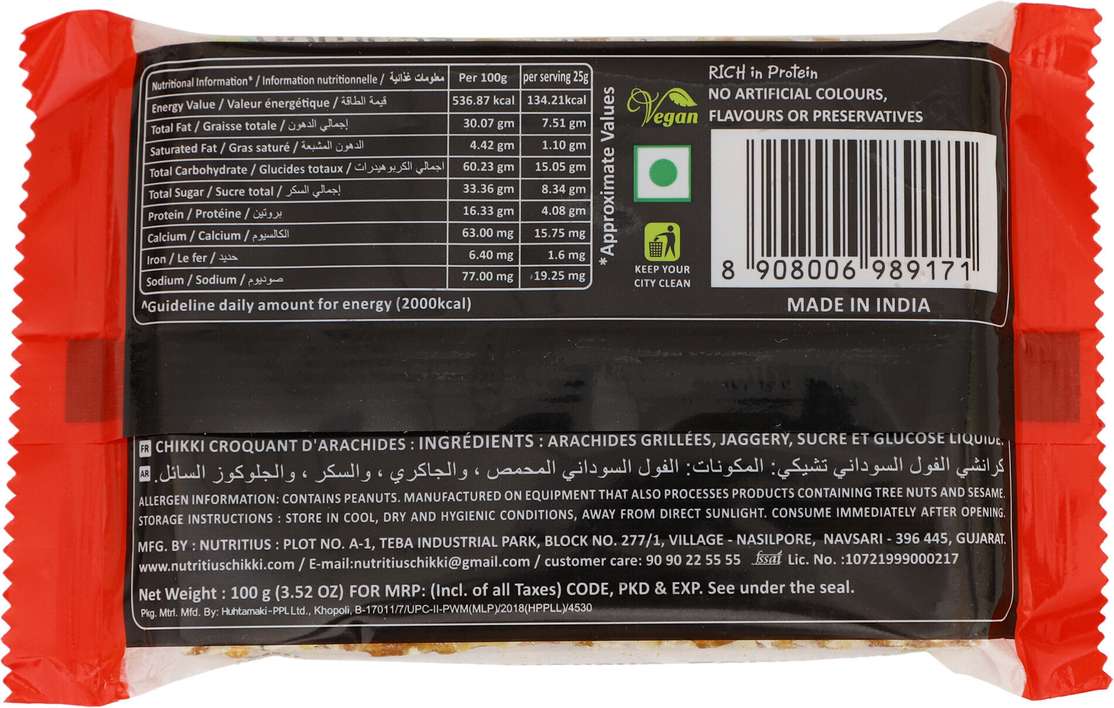 Nutritional Information* / Information nutritionnelle / معلومات غذائية Per 100g per serving 25g
Energy Value / Valeur énergétique / قيمة الطاقة 536.87 kcal 134.21kcal
Total Fat / Graisse totale / إجمالي الدهون 30.07 gm 7.51 gm
Saturated Fat / Gras saturé / الدهون المشبعة 4.42 gm 1.10 gm
Total Carbohydrate / Glucides totaux / اجمالي الكربوهيدرات 60.23 gm 15.05 gm
Total Sugar / Sucre total / إجمالي السكر 33.36 gm 8.34 gm
Protein / Protéine / بروتين 16.33 gm 4.08 gm
Calcium / Calcium / الكالسيوم 63.00 mg 15.75 mg
Iron / Le fer / حديد 6.40 mg 1.6 mg
Sodium / Sodium / صوديوم 77.00 mg 19.25 mg
^Guideline daily amount for energy (2000kcal)
*Approximate Values
Vegan
KEEP YOUR
CITY CLEAN
RICH in Protein
NO ARTIFICIAL COLOURS,
FLAVOURS OR PRESERVATIVES
8 908006 989171
MADE IN INDIA
FR CHIKKI CROQUANT D'ARACHIDES : INGRÉDIENTS : ARACHIDES GRILLÉES, JAGGERY, SUCRE ET GLUCOSE LIQUIDE.
AR كرانشي الفول السوداني تشيكي: المكونات: الفول السوداني المحمص ، والجاكري ، والسكر ، والجلوكوز السائل.
ALLERGEN INFORMATION: CONTAINS PEANUTS. MANUFACTURED ON EQUIPMENT THAT ALSO PROCESSES PRODUCTS CONTAINING TREE NUTS AND SESAME.
STORAGE INSTRUCTIONS : STORE IN COOL, DRY AND HYGIENIC CONDITIONS, AWAY FROM DIRECT SUNLIGHT. CONSUME IMMEDIATELY AFTER OPENING.
MFG. BY : NUTRITIUS : PLOT NO. A-1, TEBA INDUSTRIAL PARK, BLOCK NO. 277/1, VILLAGE - NASILPORE, NAVSARI - 396 445, GUJARAT.
www.nutritiuschikki.com / E-mail:nutritiuschikki@gmail.com / customer care: 90 90 22 55 55 fssai Lic. No. :10721999000217
Net Weight : 100 g (3.52 OZ) FOR MRP: (Incl. of all Taxes) CODE, PKD & EXP. See under the seal.
Pkg. Mtrl. Mfd. By: Huhtamaki-PPL Ltd., Khopoli, B-17011/7/UPC-II-PWM(MLP)/2018(HPPLL)/4530